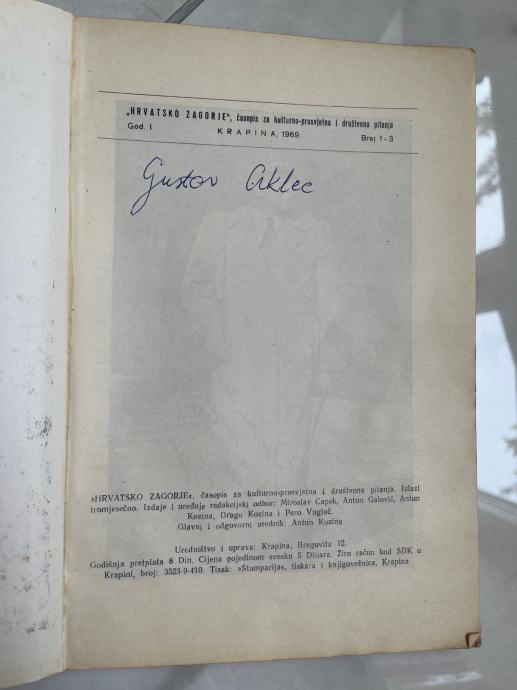 „HRVATSKO ZAGORJE“, časopis za kulturno-prosvjetna i društvena pitanja
God. I KRAPINA, 1969. Broj 1-3
Gustav
»HRVATSKO ZAGORJE«, časopis za kulturno-prosvjetna i društvena pitanja. Izlazi
tromjesečno. Izdaje i uređuje redakcijski odbor: Miroslav Capek, Antun Galović, Antun
Kozina, Drago Kozina i Pero Vuglač.
Glavni i odgovorni urednik: Antun Kozina
Uredništvo i uprava: Krapina, Bregovita 12.
Godišnja pretplata 8 Din. Cijena pojedinom svesku 5 Dinara. Žiro račun kod SDK u
Krapini, broj: 3523-9-410. Tisak: »Štamparija«, tiskara i knjigovežnica, Krapina